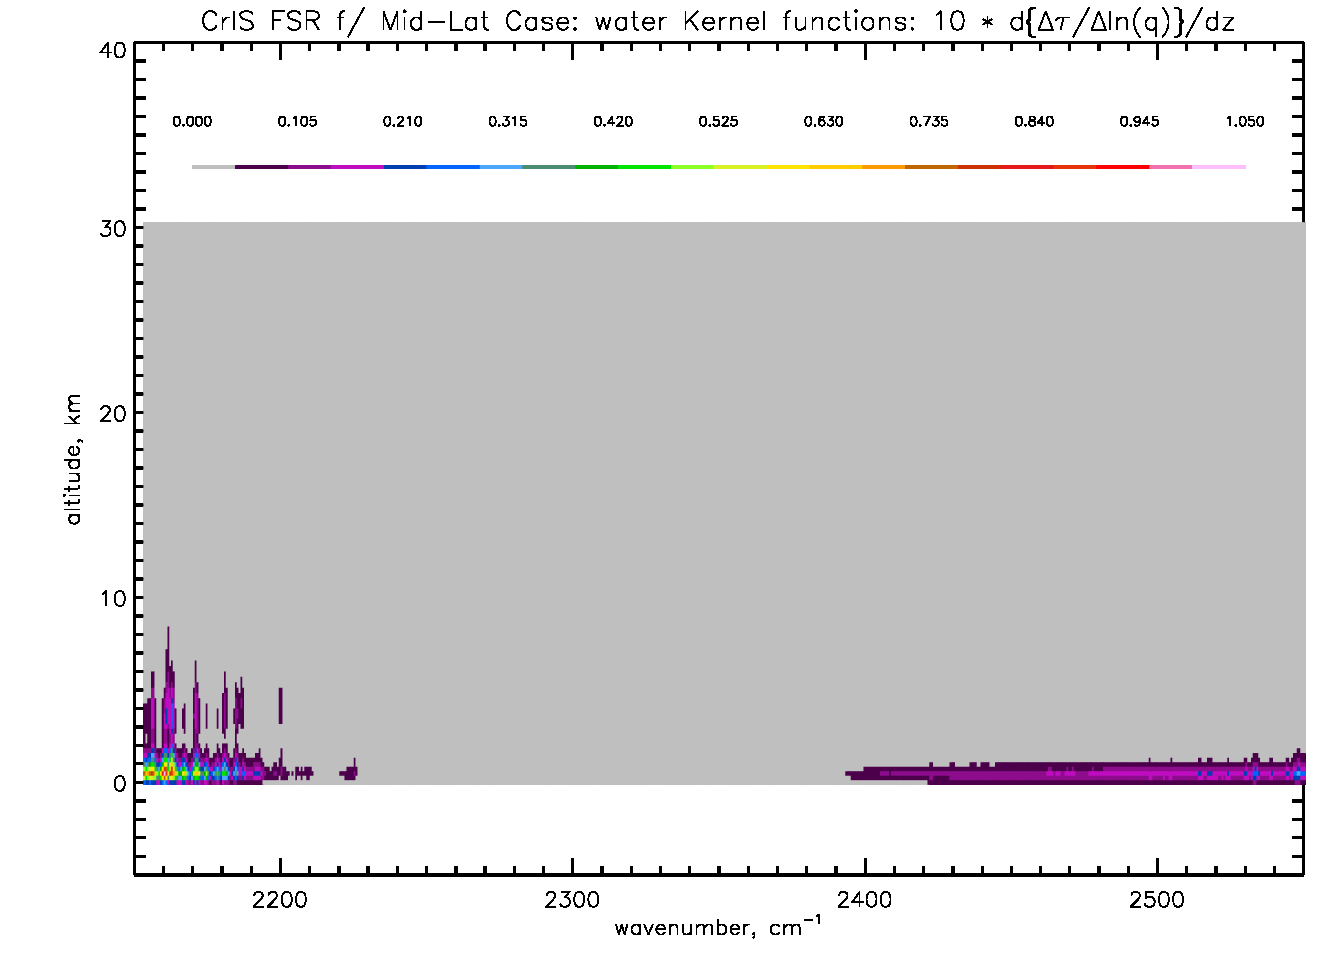 CrIS FSR f/ Mid-Lat Case: water Kernel functions: 10 * d{Δτ/Δln(q)}/dz
40
0.000 0.105 0.210 0.315 0.420 0.525 0.630 0.735 0.840 0.945 1.050
30
20
altitude, km
10
0
2200 2300 2400 2500
wavenumber, cm⁻¹